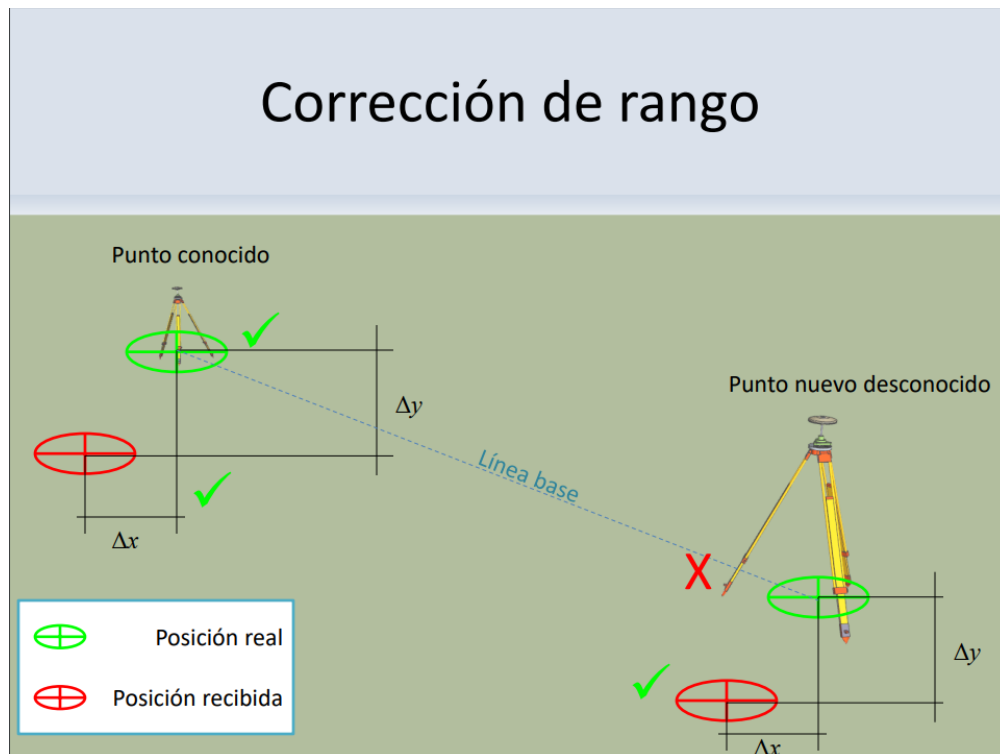 Corrección de rango
Punto conocido
Δy
Punto nuevo desconocido
Línea base
Δx
X
Posición real
Δy
Posición recibida
Δx